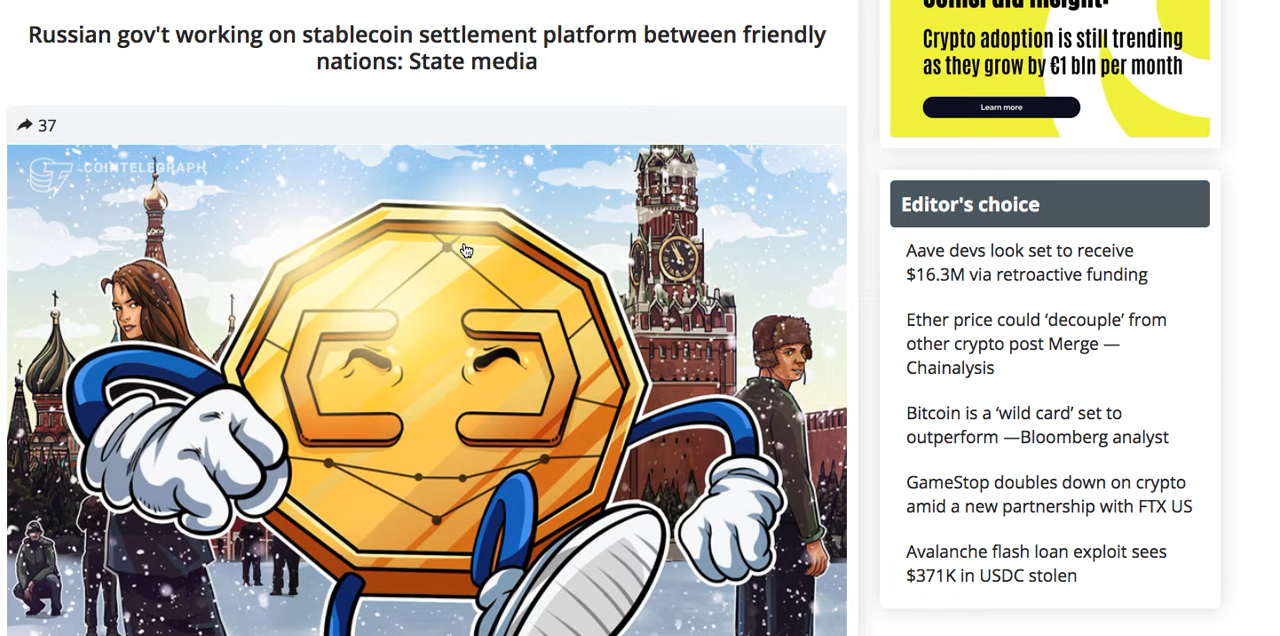 Russian gov't working on stablecoin settlement platform between friendly
nations: State media
37
COINTELEGRAPH
Crypto adoption is still trending
as they grow by €1 bln per month
Learn more
Editor's choice
Aave devs look set to receive
$16.3M via retroactive funding
Ether price could ‘decouple’ from
other crypto post Merge —
Chainalysis
Bitcoin is a ‘wild card’ set to
outperform —Bloomberg analyst
GameStop doubles down on crypto
amid a new partnership with FTX US
Avalanche flash loan exploit sees
$371K in USDC stolen